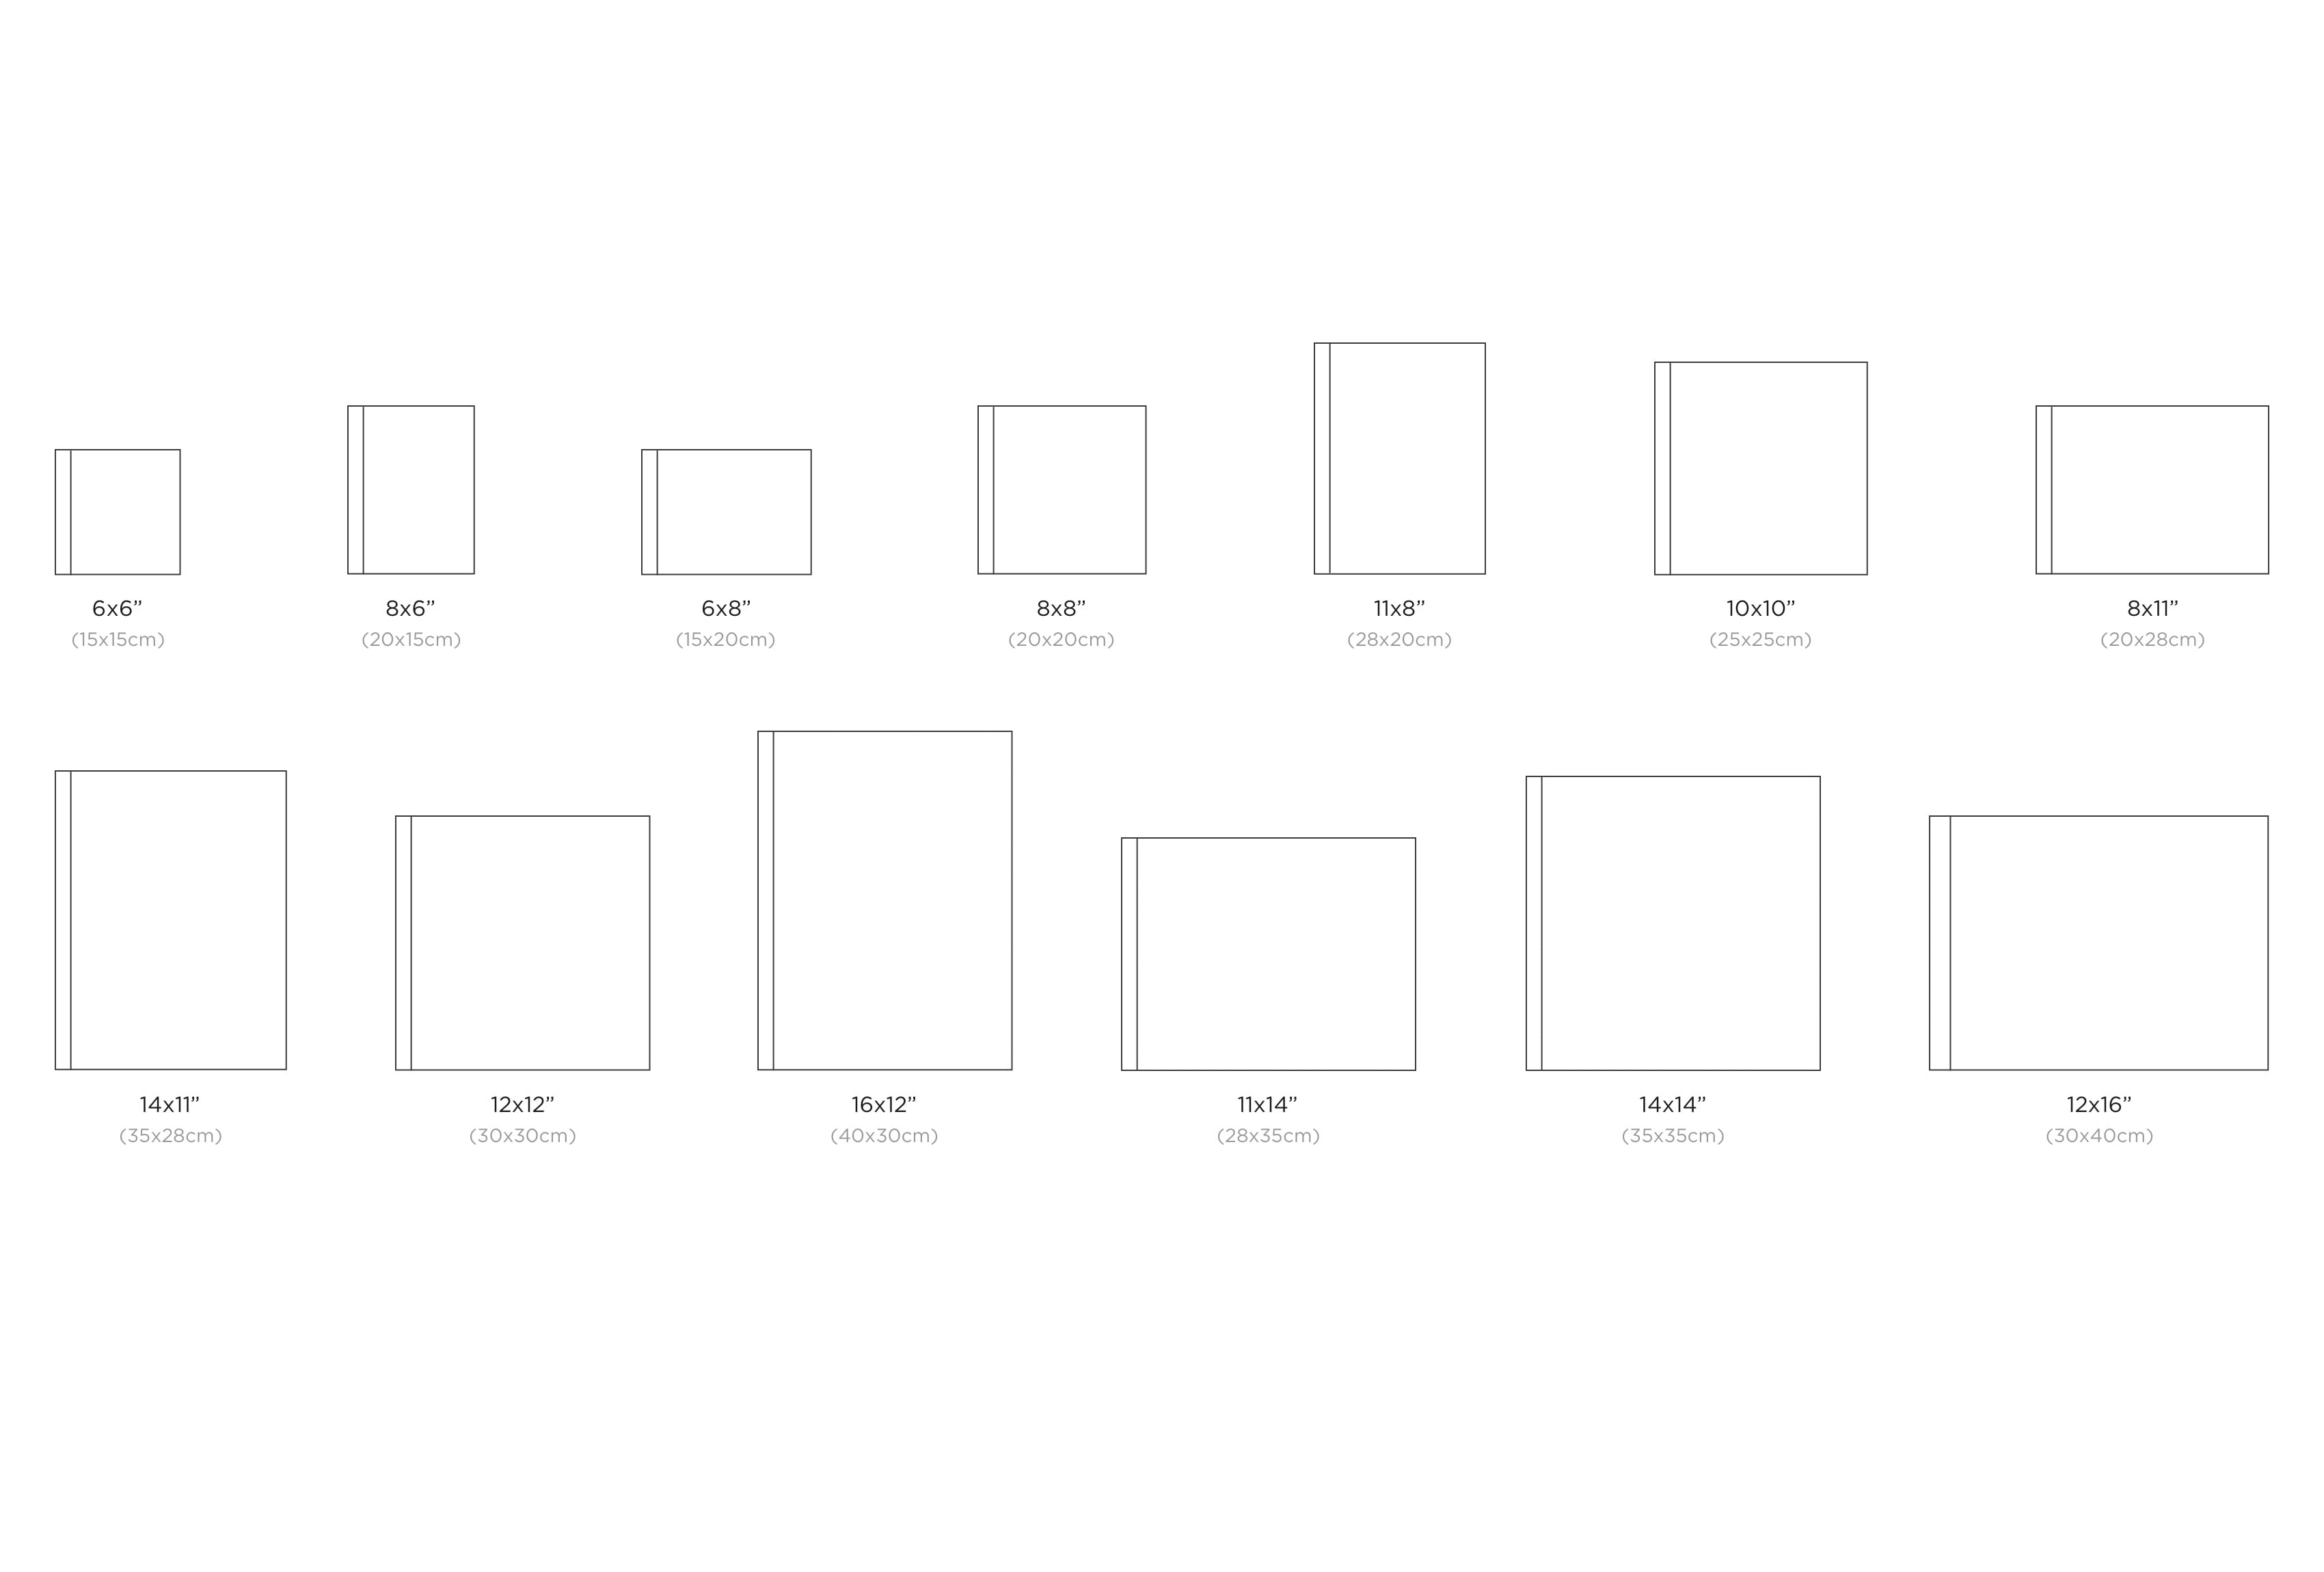 6x6”
8x6”
6x8”
8x8”
11x8”
10x10”
8x11”
(15x15cm)
(20x15cm)
(15x20cm)
(20x20cm)
(28x20cm)
(25x25cm)
(20x28cm)
14x11”
12x12”
16x12”
11x14”
14x14”
12x16”
(35x28cm)
(30x30cm)
(40x30cm)
(28x35cm)
(35x35cm)
(30x40cm)